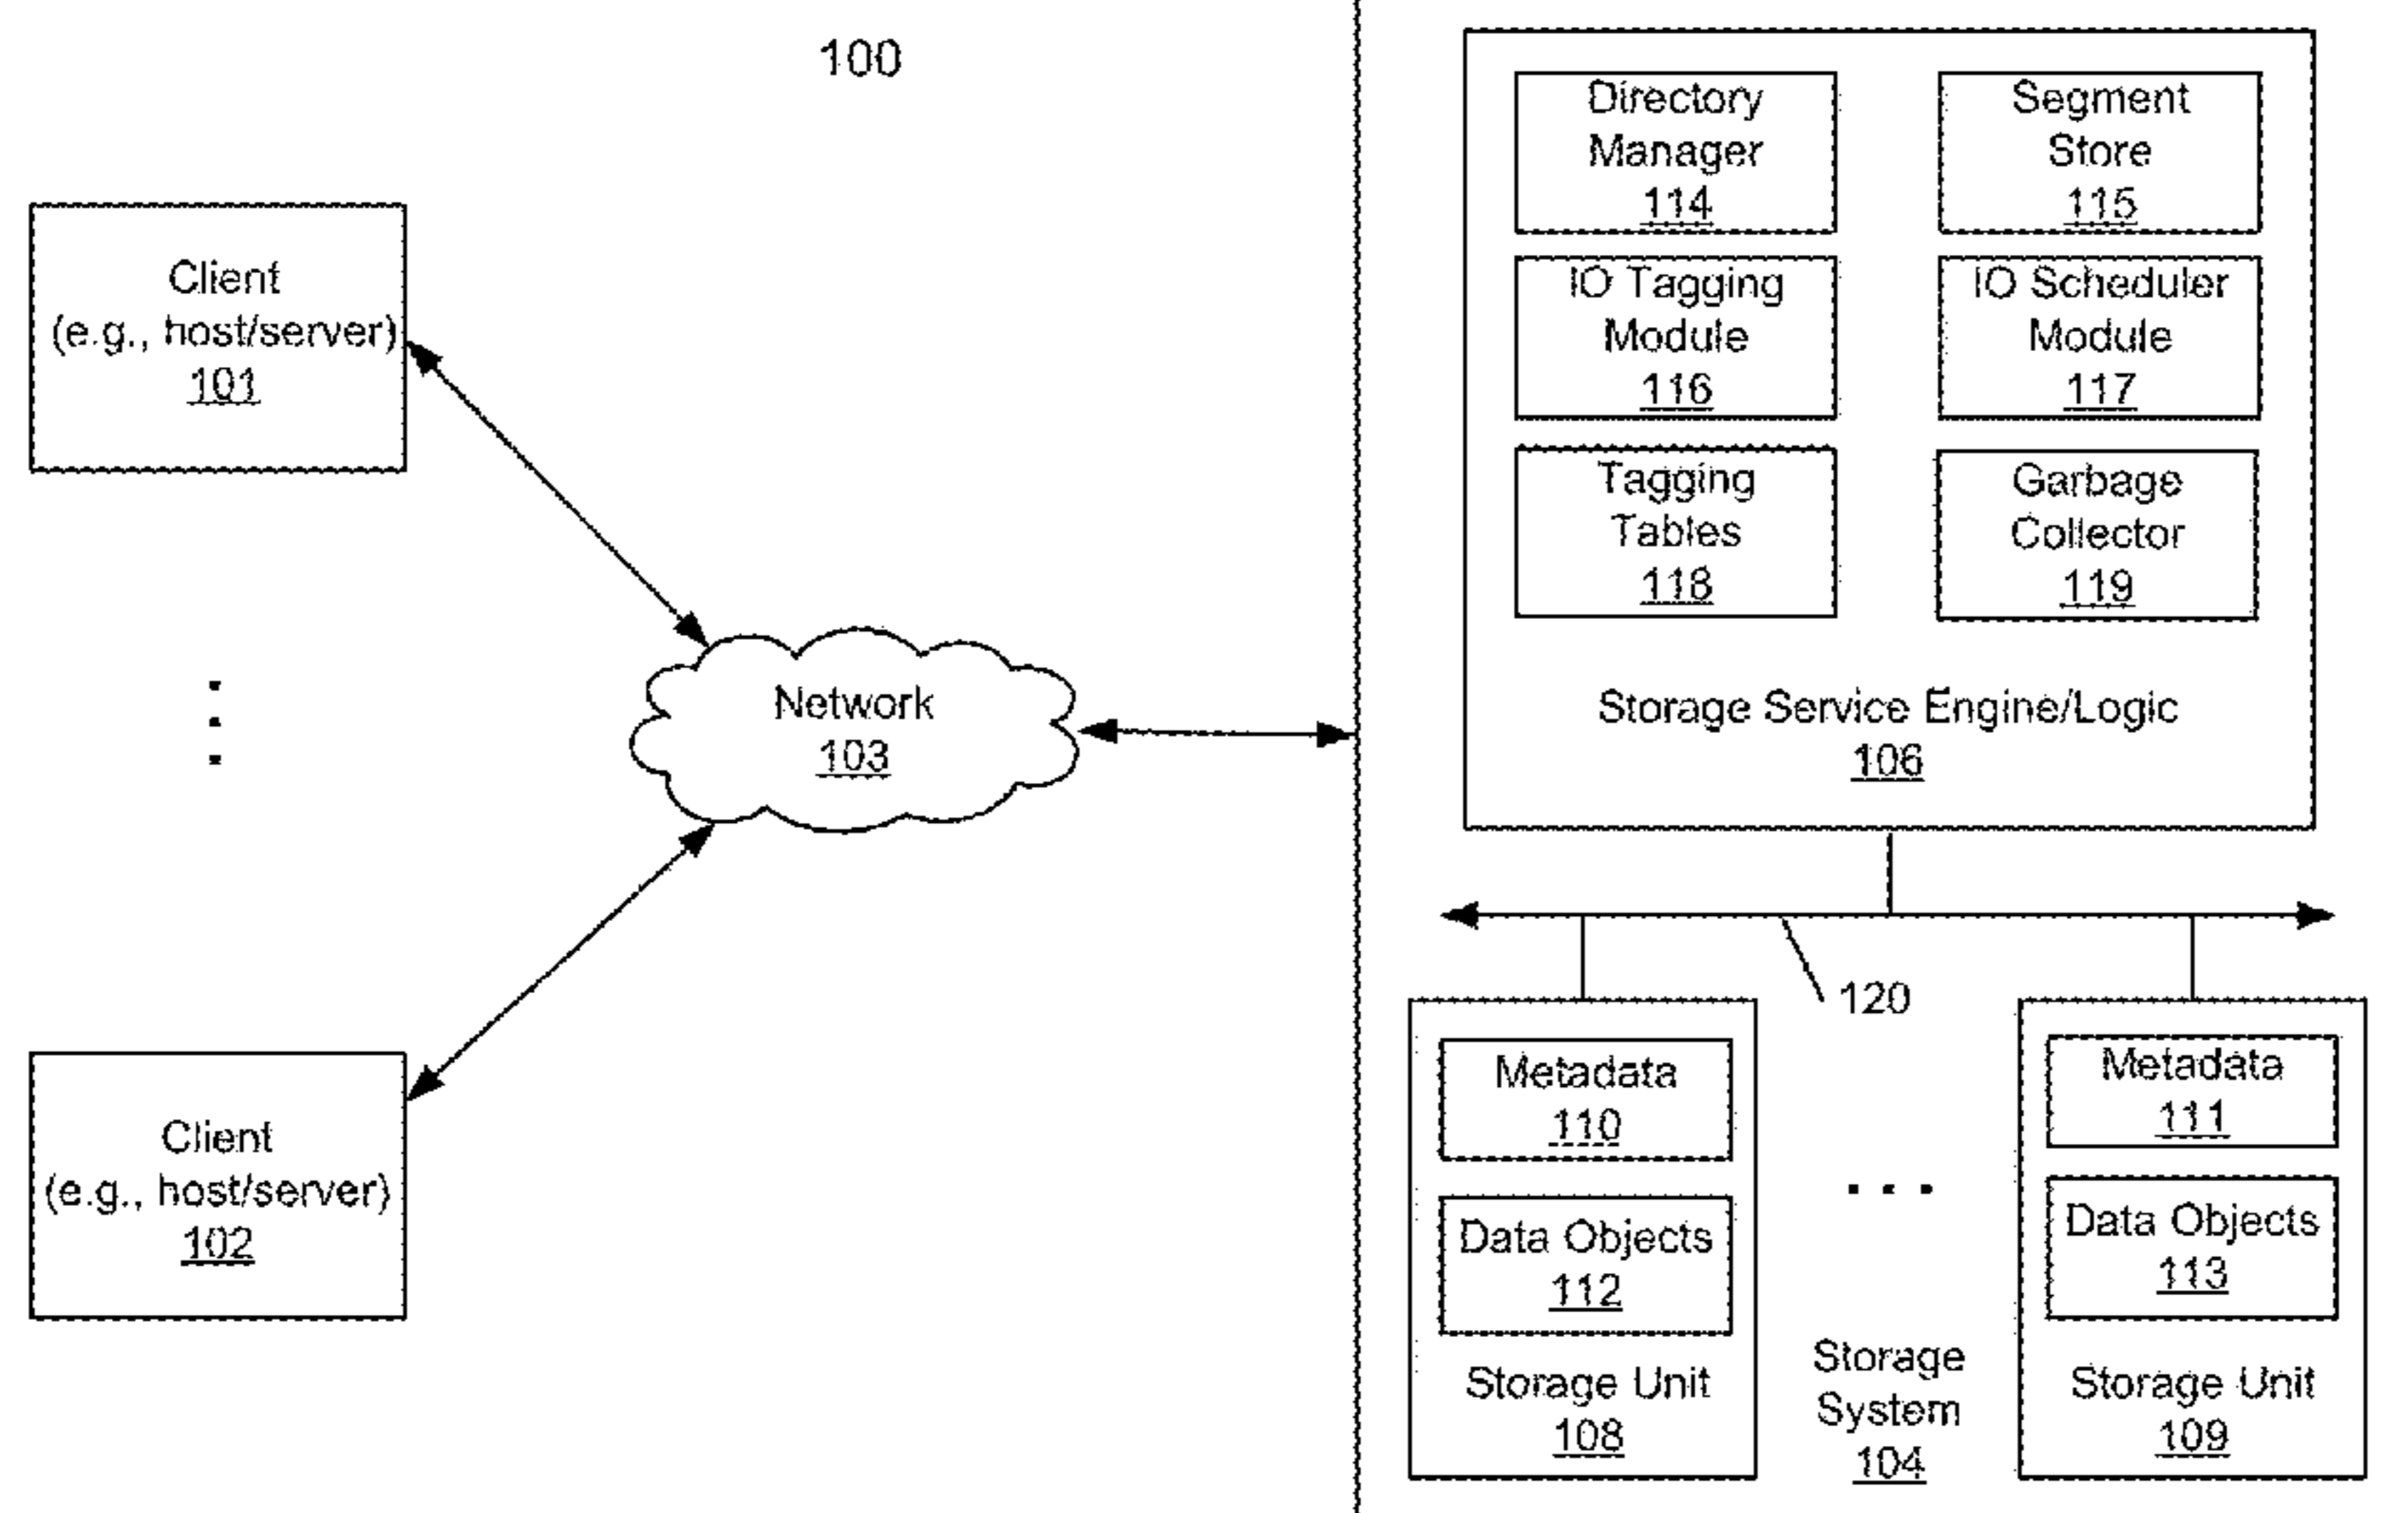 100
Client
(e.g., host/server)
101
Network
103
Client
(e.g., host/server)
102
Directory
Manager
114
Segment
Store
115
IO Tagging
Module
116
IO Scheduler
Module
117
Tagging
Tables
118
Garbage
Collector
119
Storage Service Engine/Logic
106
120
Metadata
110
Data Objects
112
Storage Unit
108
Storage
System
104
Metadata
111
Data Objects
113
Storage Unit
109